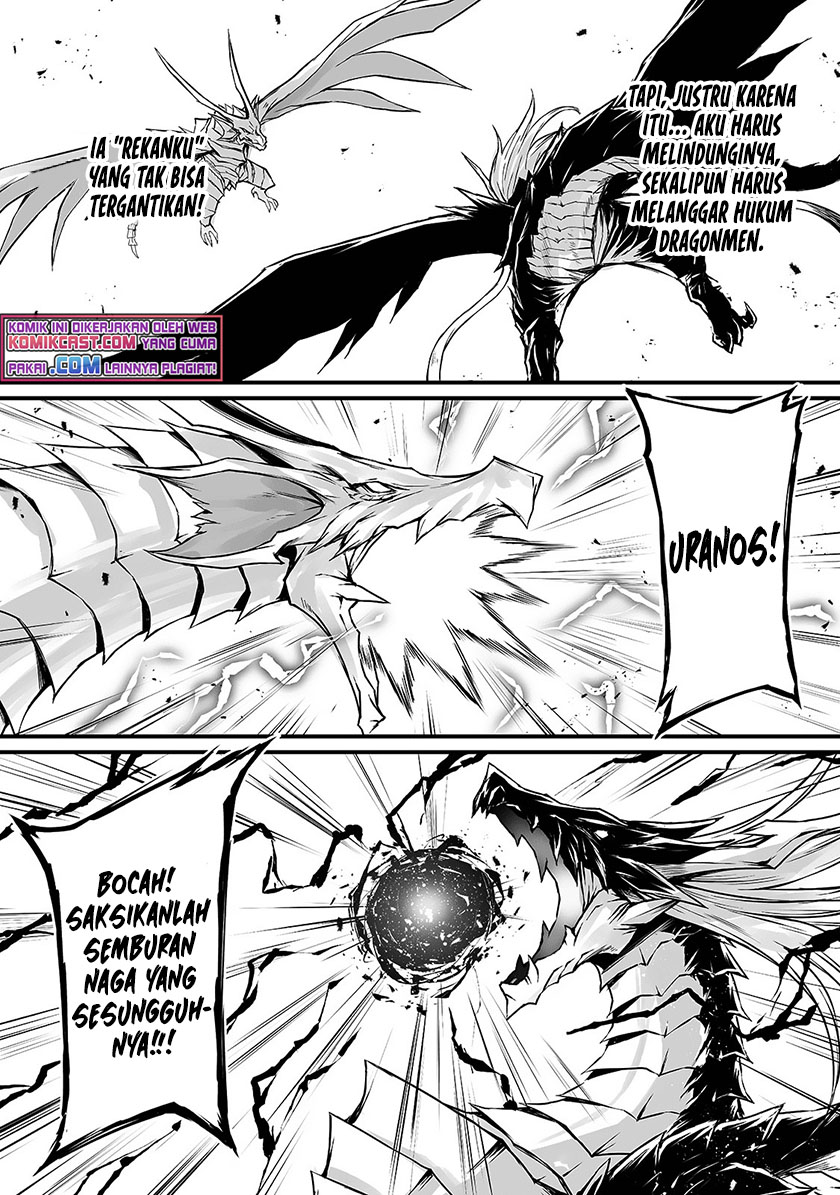 TAPI, JUSTRU KARENA
ITU... AKU HARUS
MELINDUNGINYA,
SEKALIPUN HARUS
MELANGGAR HUKUM
DRAGONMEN.
IA "REKANKU"
YANG TAK BISA
TERGANTIKAN!
KOMIK INI DIKERJAKAN OLEH WEB
KOMIKCAST.COM YANG CUMA
PAKAI .COM LAINNYA PLAGIAT!
URANOS!
BOCAH!
SAKSIKANLAH
SEMBURAN
NAGA YANG
SESUNGGUH-
NYA!!!